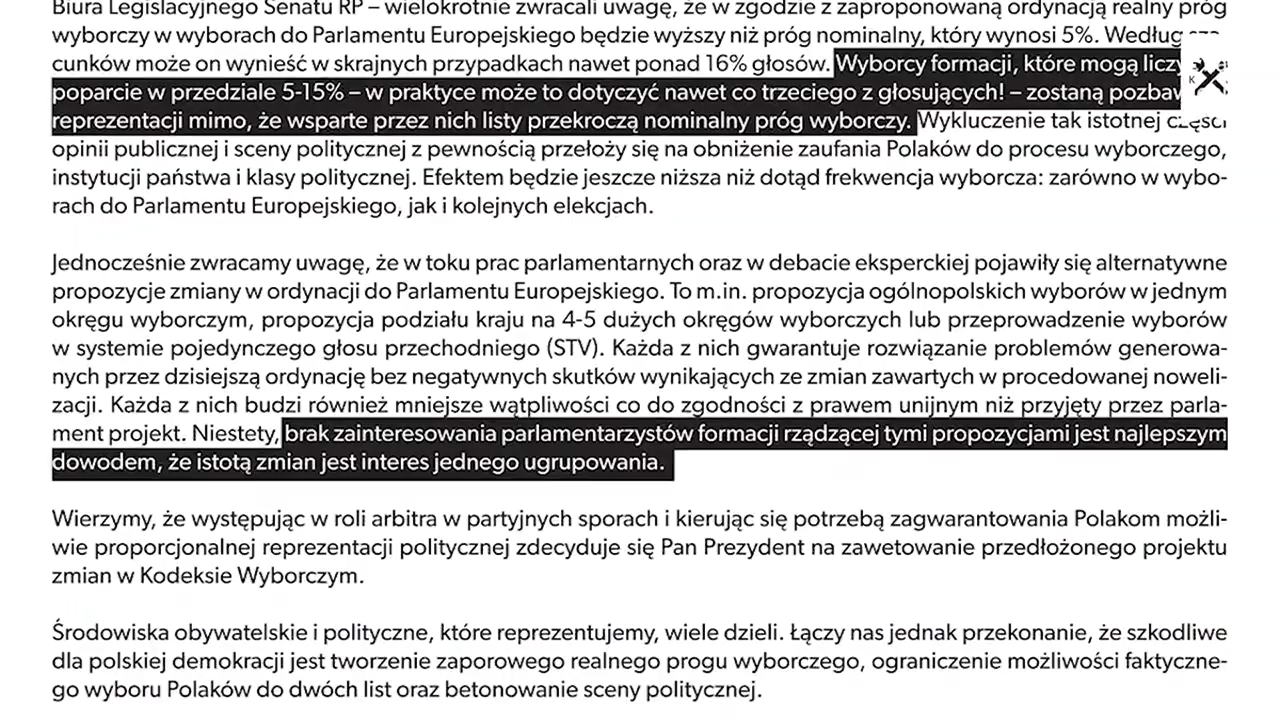 Biura Legislacyjnego Senatu RP – wielokrotnie zwracali uwagę, że w zgodzie z zaproponowaną ordynacją realny próg
wyborczy w wyborach do Parlamentu Europejskiego będzie wyższy niż próg nominalny, który wynosi 5%. Według
cunków może on wynieść w skrajnych przypadkach nawet ponad 16% głosów. Wyborcy formacji, które mogą
poparcie w przedziale 5-15% – w praktyce może to dotyczyć nawet co trzeciego z głosujących! – zostaną
reprezentacji mimo, że wsparte przez nich listy przekroczą nominalny próg wyborczy. Wykluczenie tak istotnej części
opinii publicznej i sceny politycznej z pewnością przełoży się na obniżenie zaufania Polaków do procesu wyborczego,
instytucji państwa i klasy politycznej. Efektem będzie jeszcze niższa niż dotąd frekwencja wyborcza: zarówno w wybo-
rach do Parlamentu Europejskiego, jak i kolejnych elekcjach.
Jednocześnie zwracamy uwagę, że w toku prac parlamentarnych oraz w debacie eksperckiej pojawiły się alternatywne
propozycje zmiany w ordynacji do Parlamentu Europejskiego. To m.in. propozycja ogólnopolskich wyborów w jednym
okręgu wyborczym, propozycja podziału kraju na 4-5 dużych okręgów wyborczych lub przeprowadzenie wyborów
w systemie pojedynczego głosu przechodniego (STV). Każda z nich gwarantuje rozwiązanie problemów generowa-
nych przez dzisiejszą ordynację bez negatywnych skutków wynikających ze zmian zawartych w procedowanej noweli-
zacji. Każda z nich budzi również mniejsze wątpliwości co do zgodności z prawem unijnym niż przyjęty przez parla-
ment projekt. Niestety, brak zainteresowania parlamentarzystów formacji rządzącej tymi propozycjami jest najlepszym
dowodem, że istotą zmian jest interes jednego ugrupowania.
Wierzymy, że występując w roli arbitra w partyjnych sporach i kierując się potrzebą zagwarantowania Polakom możli-
wie proporcjonalnej reprezentacji politycznej zdecyduje się Pan Prezydent na zawetowanie przedłożonego projektu
zmian w Kodeksie Wyborczym.
Środowiska obywatelskie i polityczne, które reprezentujemy, wiele dzieli. Łączy nas jednak przekonanie, że szkodliwe
dla polskiej demokracji jest tworzenie zaporowego realnego progu wyborczego, ograniczenie możliwości faktyczne-
go wyboru Polaków do dwóch list oraz betonowanie sceny politycznej.